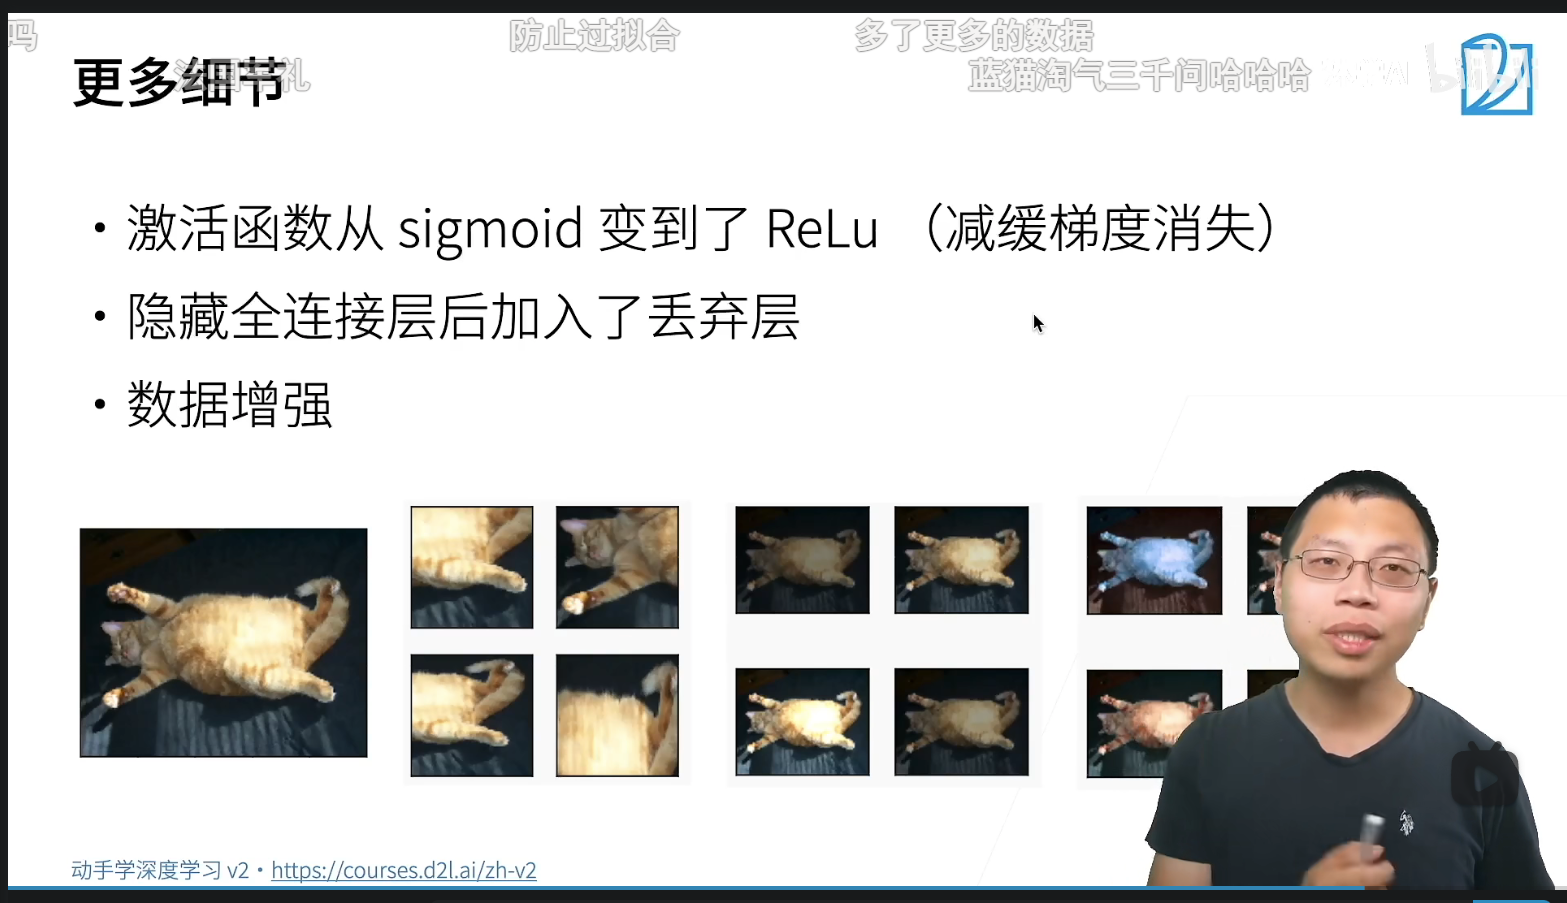 吗
防止过拟合
多了更多的数据
更多细节
蓝猫淘气三千问哈哈哈
bilibili
• 激活函数从 sigmoid 变到了 ReLu （减缓梯度消失）
• 隐藏全连接层后加入了丢弃层
• 数据增强
动手学深度学习 v2 • https://courses.d2l.ai/zh-v2